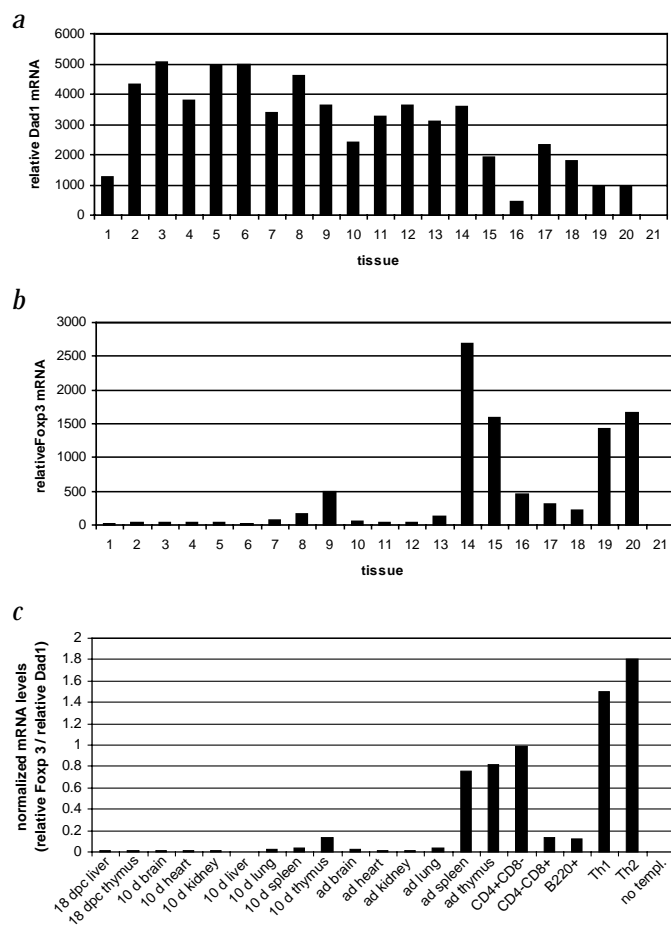 a
relative Dad1 mRNA
6000
5000
4000
3000
2000
1000
0
1 2 3 4 5 6 7 8 9 10 11 12 13 14 15 16 17 18 19 20 21
tissue
b
relativeFoxp3 mRNA
3000
2500
2000
1500
1000
500
0
1 2 3 4 5 6 7 8 9 10 11 12 13 14 15 16 17 18 19 20 21
tissue
c
normalized mRNA levels
(relative Foxp 3 / relative Dad1)
2
1.8
1.6
1.4
1.2
1
0.8
0.6
0.4
0.2
0
18 dpc liver
18 dpc thymus
10 d brain
10 d heart
10 d kidney
10 d liver
10 d lung
10 d spleen
10 d thymus
ad brain
ad heart
ad kidney
ad lung
ad spleen
ad thymus
CD4+CD8-
CD4-CD8+
B220+
Th1
Th2
no templ.